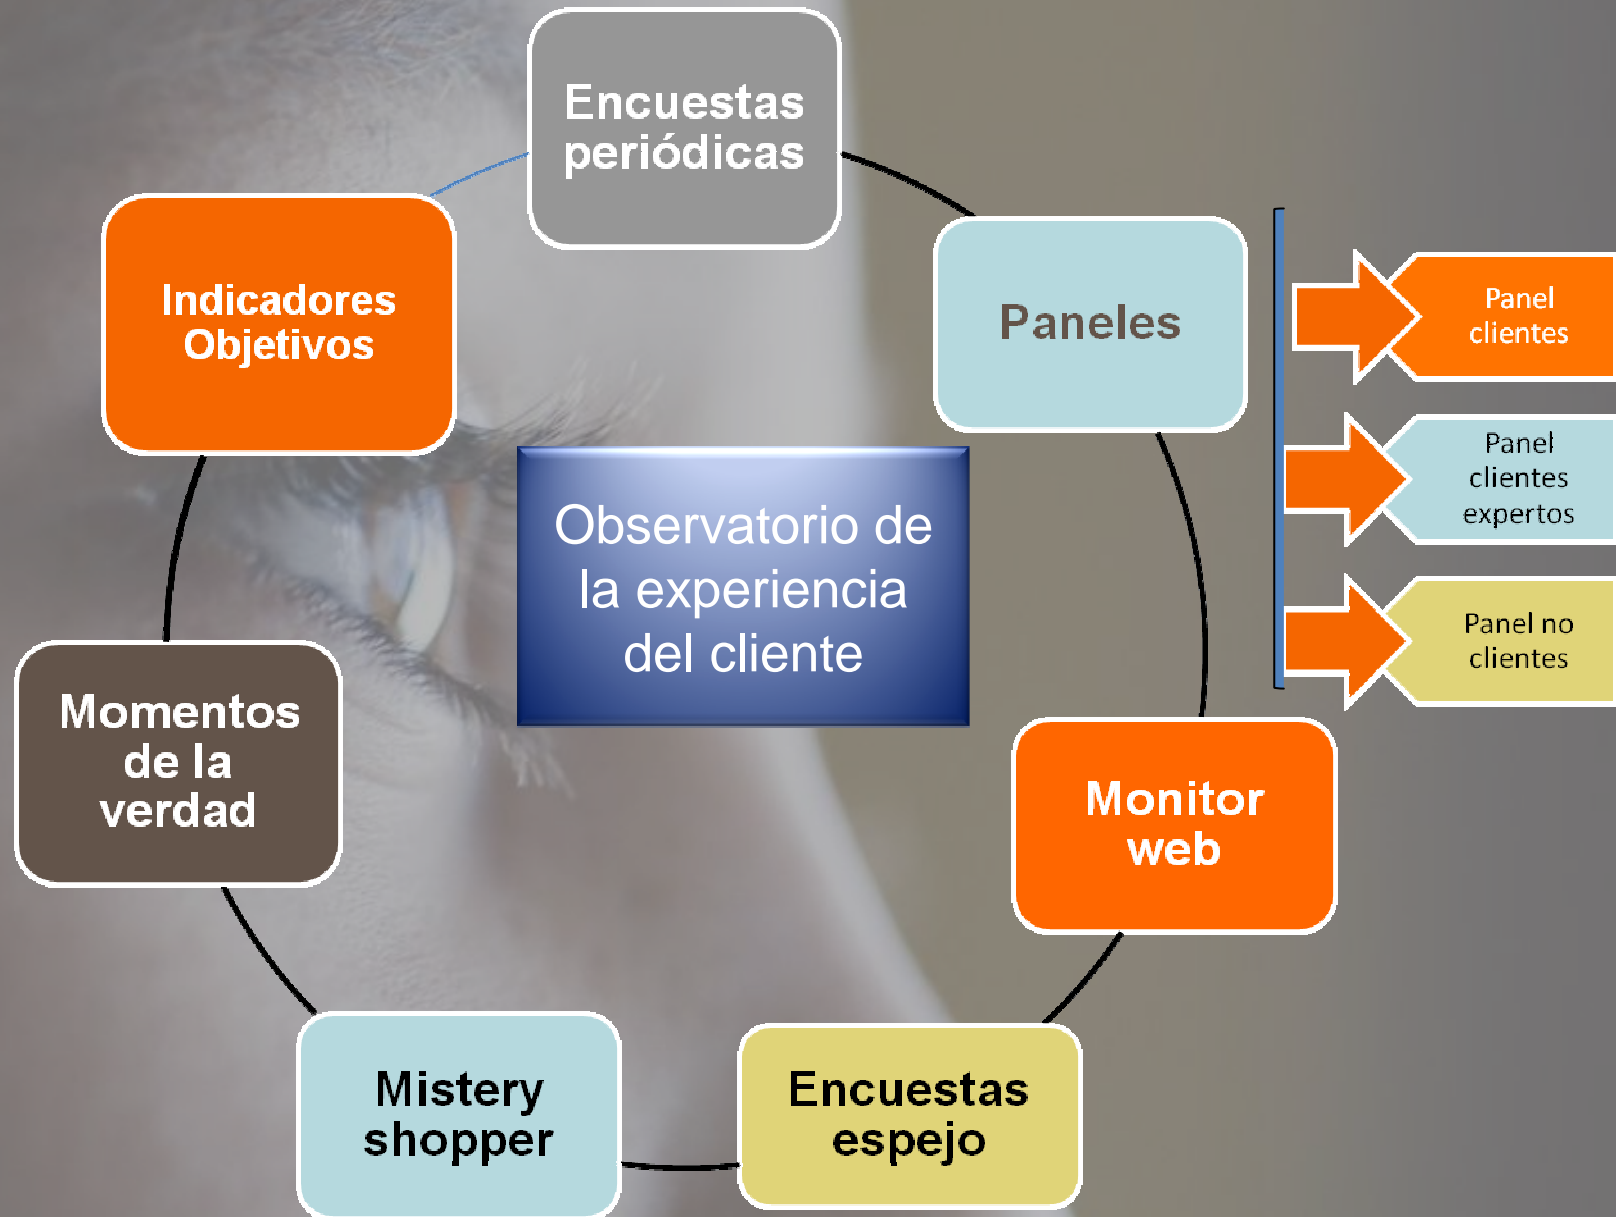 Encuestas
periódicas
Indicadores
Objetivos
Paneles
Panel
clientes
Panel
clientes
expertos
Panel no
clientes
Observatorio de
la experiencia
del cliente
Momentos
de la
verdad
Monitor
web
Mistery
shopper
Encuestas
espejo